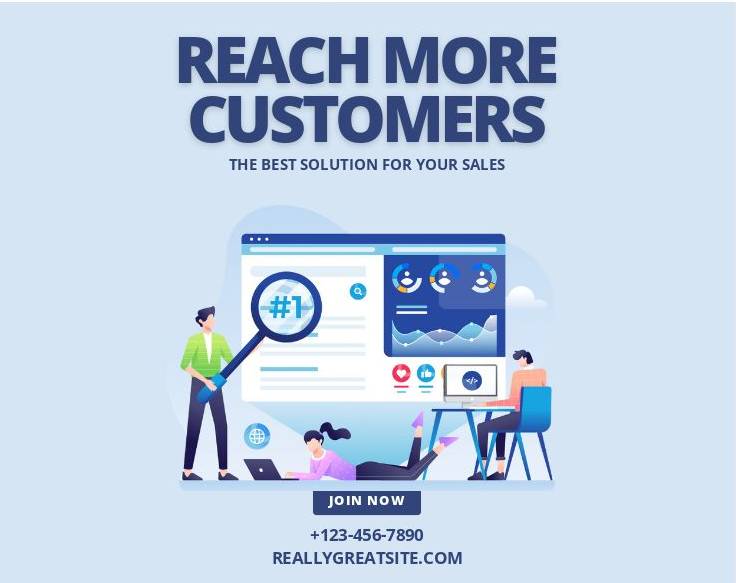 REACH MORE
CUSTOMERS
THE BEST SOLUTION FOR YOUR SALES
#1
</>
JOIN NOW
+123-456-7890
REALLYGREATSITE.COM